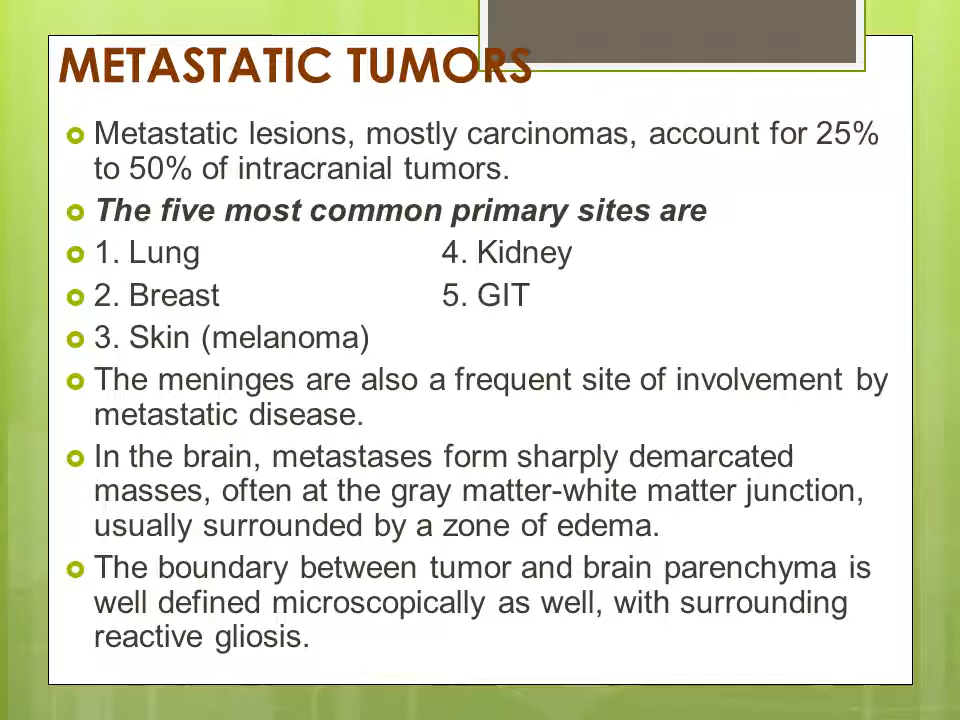 METASTATIC TUMORS
Metastatic lesions, mostly carcinomas, account for 25%
to 50% of intracranial tumors.
The five most common primary sites are
1. Lung 4. Kidney
2. Breast 5. GIT
3. Skin (melanoma)
The meninges are also a frequent site of involvement by
metastatic disease.
In the brain, metastases form sharply demarcated
masses, often at the gray matter-white matter junction,
usually surrounded by a zone of edema.
The boundary between tumor and brain parenchyma is
well defined microscopically as well, with surrounding
reactive gliosis.